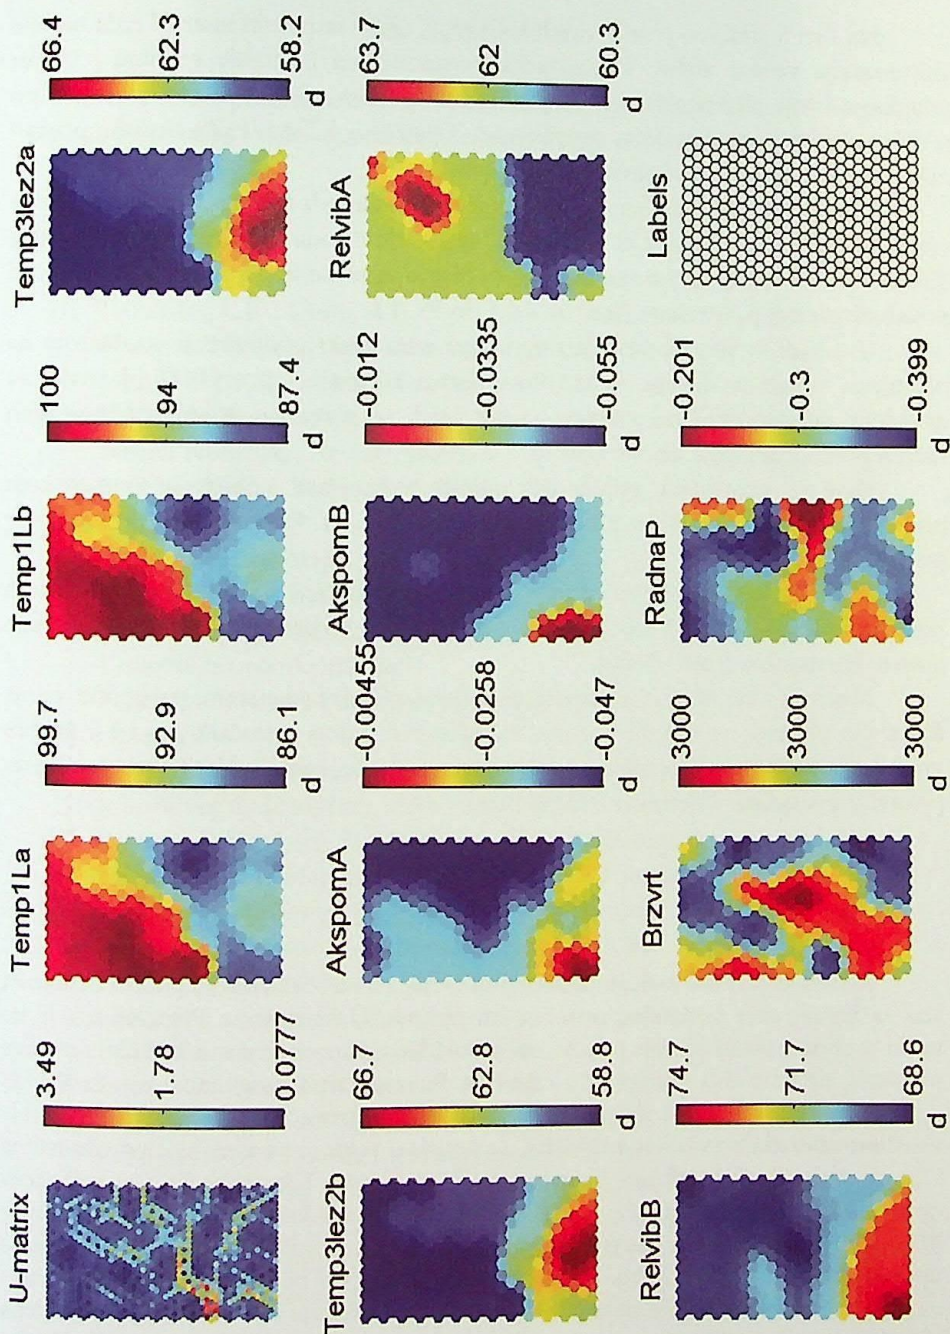 U-matrix
3.49
1.78
0.0777
Temp1La
99.7
92.9
86.1
d
Temp1Lb
100
94
87.4
d
Temp3lez2a
66.4
62.3
58.2
d
Temp3lez2b
66.7
62.8
58.8
d
AkspomA
-0.00455
-0.0258
-0.047
d
AkspomB
-0.012
-0.0335
-0.055
d
RelvibA
63.7
62
60.3
d
RelvibB
74.7
71.7
68.6
d
Brzvrt
3000
3000
3000
d
RadnaP
-0.201
-0.3
-0.399
d
Labels